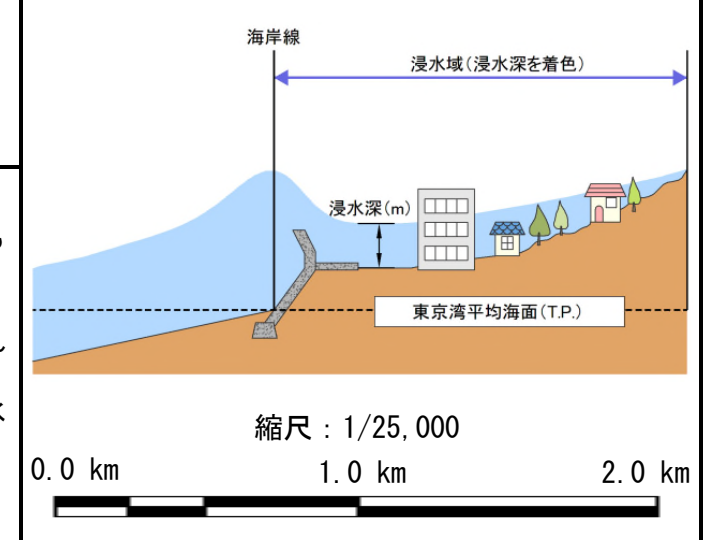 海岸線
浸水域(浸水深を着色)
浸水深(m)
東京湾平均海面(T.P.)
縮尺：1/25,000
0.0 km 1.0 km 2.0 km